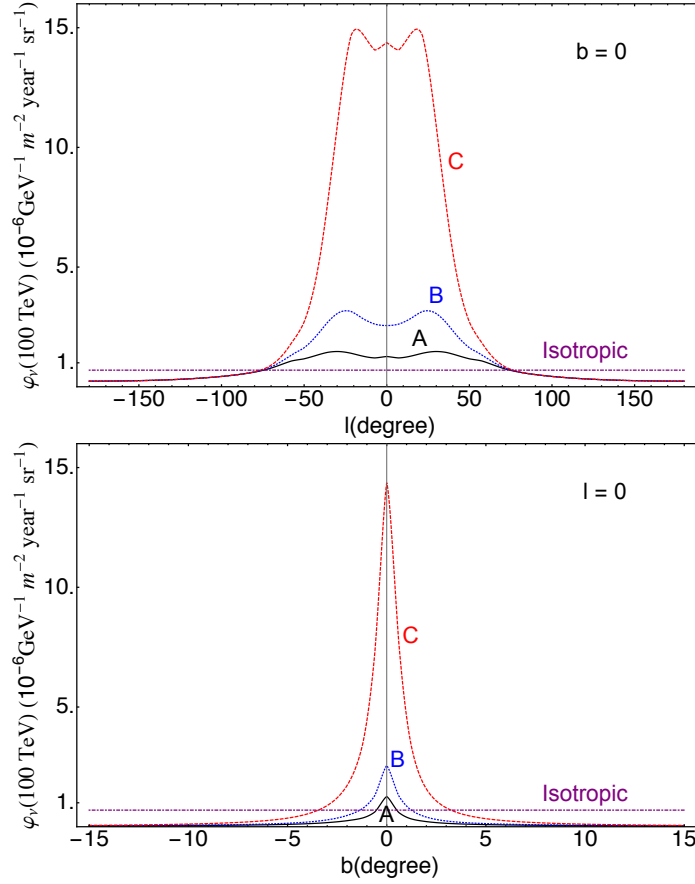 15.
10.
5.
1.
φν(100 TeV) (10⁻⁶GeV⁻¹ m⁻² year⁻¹ sr⁻¹)
b = 0
C
B
A
Isotropic
−150 −100 −50 0 50 100 150
l(degree)
15.
10.
5.
1.
φν(100 TeV) (10⁻⁶GeV⁻¹ m⁻² year⁻¹ sr⁻¹)
l = 0
C
B
A
Isotropic
−15 −10 −5 0 5 10 15
b(degree)